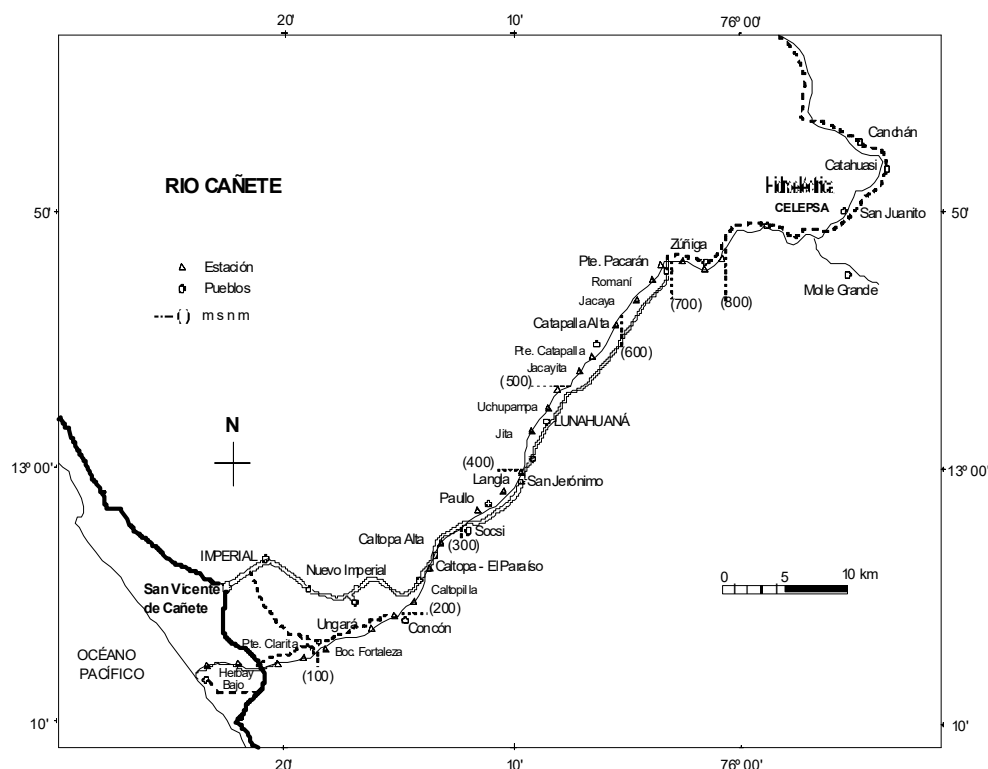 20'
10'
76º 00'
Canchán
Catahuasi
RIO CAÑETE
CELEPSA
50'
San Juanito
50'
Zúñiga
Estación
Pte. Pacarán
Pueblos
Romaní
Molle Grande
( ) m s n m
Jacaya
(700)
(800)
Catapalla Alta
Pte. Catapalla
(600)
Jacayita
(500)
Uchupampa
LUNAHUANÁ
N
Jita
13º 00'
(400)
13º 00'
Langla
San Jerónimo
Paullo
Socsi
Caltopa Alta
(300)
IMPERIAL
Caltopa - El Paraíso
Nuevo Imperial
0 5 10 km
San Vicente
de Cañete
Caltopilla
(200)
Ungará
Concón
Pte. Clarita
Boc. Fortaleza
OCÉANO
PACÍFICO
Herbay
Bajo
(100)
10'
10'
20'
10'
76º 00'